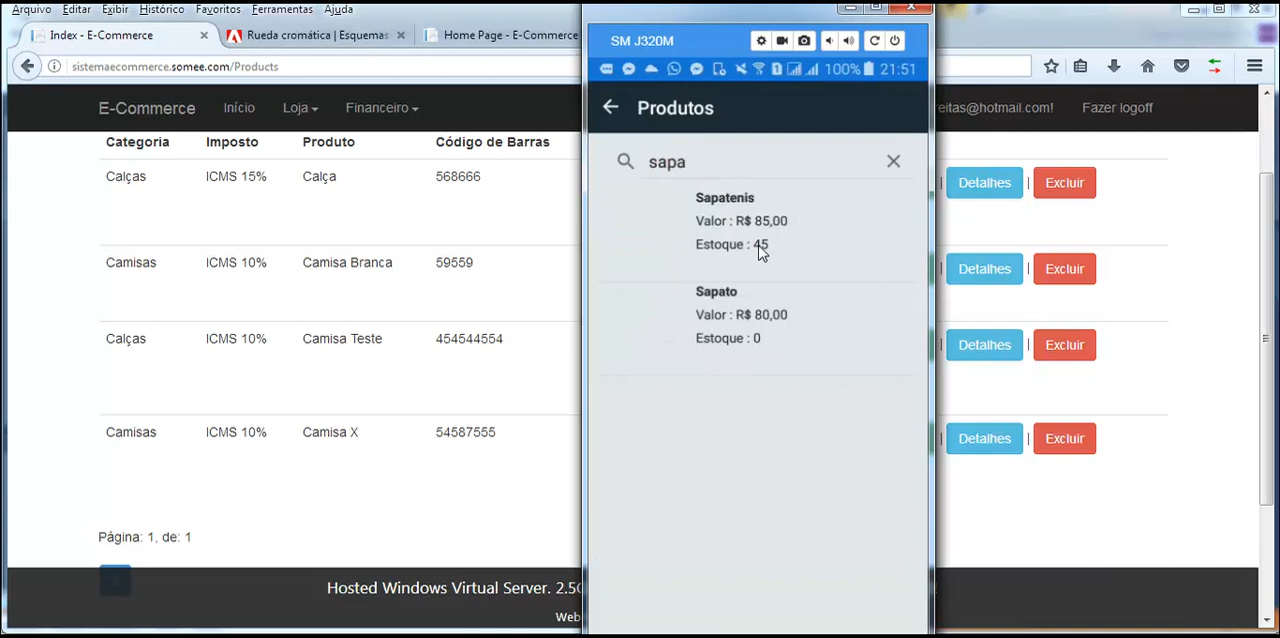 Arquivo Editar Exibir Histórico Favoritos Ferramentas Ajuda
Index - E-Commerce
Rueda cromática | Esquemas
Home Page - E-Commerce
sistemaecommerce.somee.com/Products
E-Commerce Início Loja Financeiro
reitas@hotmail.com! Fazer logoff
Categoria Imposto Produto Código de Barras
Calças ICMS 15% Calça 568666
| Detalhes | Excluir
Camisas ICMS 10% Camisa Branca 59559
| Detalhes | Excluir
Calças ICMS 10% Camisa Teste 454544554
| Detalhes | Excluir
Camisas ICMS 10% Camisa X 54587555
| Detalhes | Excluir
Página: 1, de: 1
Hosted Windows Virtual Server. 2.5G
Web
SM J320M
100% 21:51
Produtos
sapa
Sapatenis
Valor : R$ 85,00
Estoque : 45
Sapato
Valor : R$ 80,00
Estoque : 0